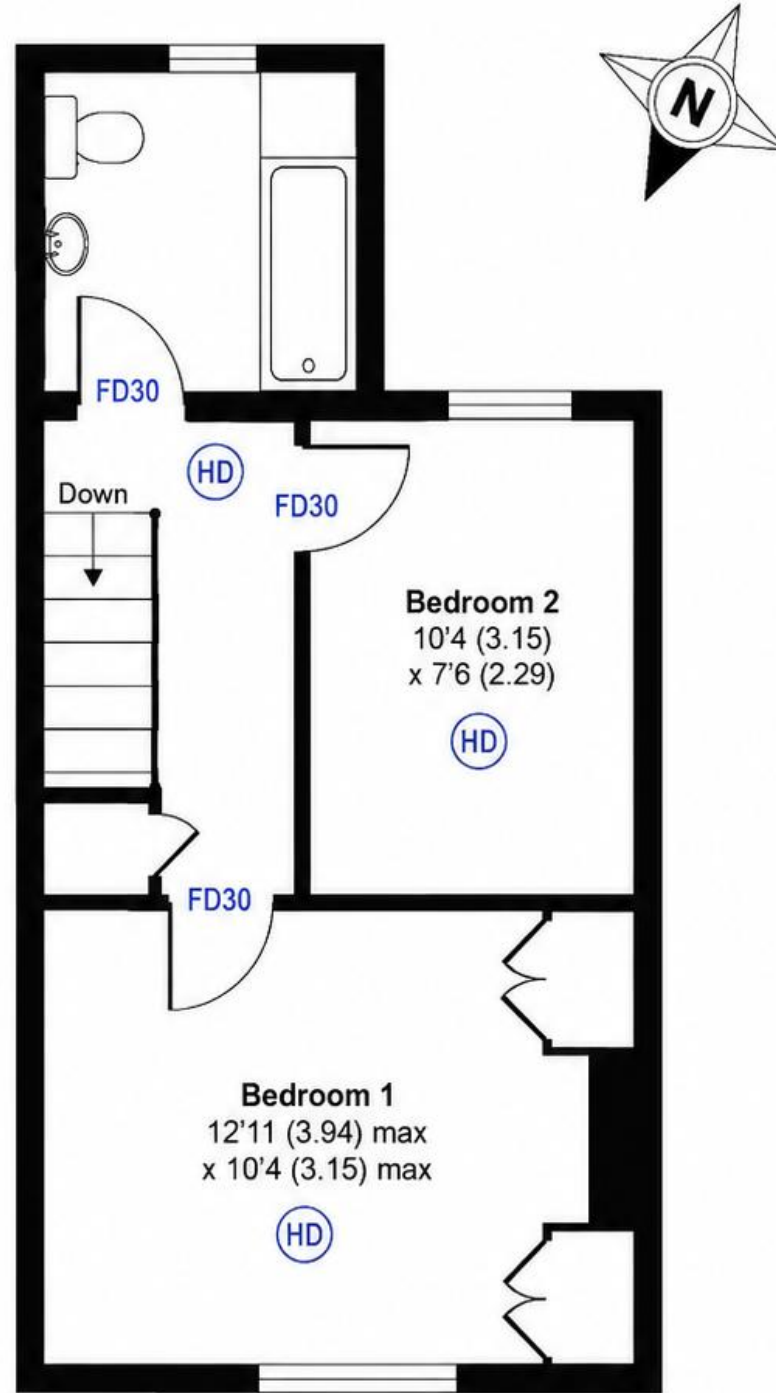 N
FD30
HD
Down
FD30
Bedroom 2
10'4 (3.15)
x 7'6 (2.29)
HD
FD30
Bedroom 1
12'11 (3.94) max
x 10'4 (3.15) max
HD